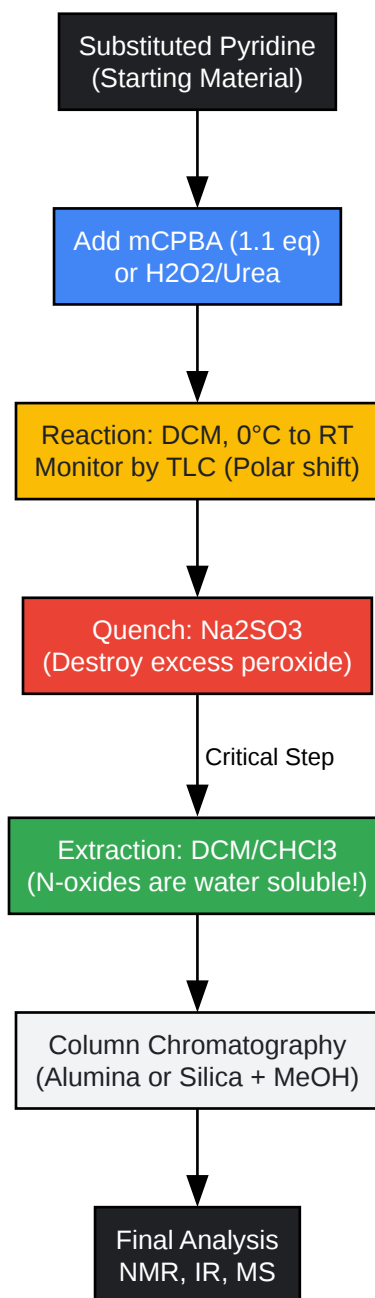 Substituted Pyridine
(Starting Material)
Add mCPBA (1.1 eq)
or H2O2/Urea
Reaction: DCM, 0°C to RT
Monitor by TLC (Polar shift)
Quench: Na2SO3
(Destroy excess peroxide)
Critical Step
Extraction: DCM/CHCl3
(N-oxides are water soluble!)
Column Chromatography
(Alumina or Silica + MeOH)
Final Analysis
NMR, IR, MS